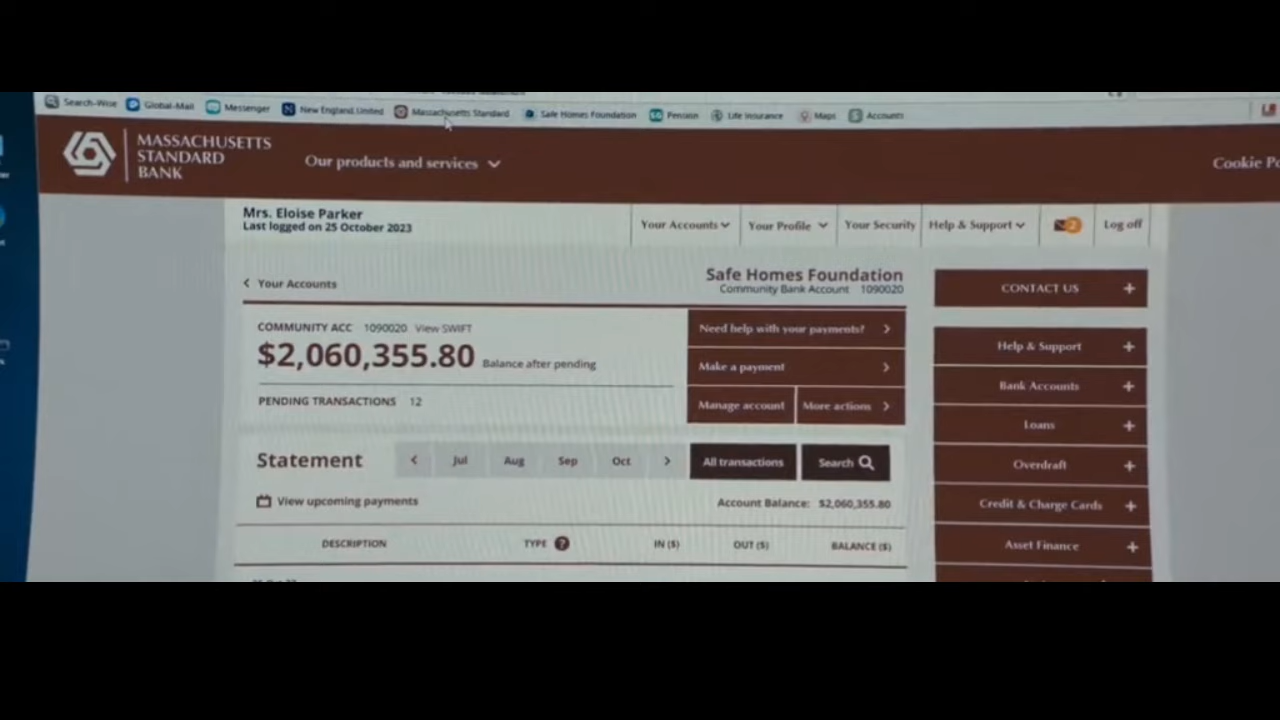 Search-Wise Global-Mail Messenger New England United Massachusetts Standard Safe Homes Foundation Pension Life Insurance Maps Accounts
MASSACHUSETTS
STANDARD
BANK
Our products and services
Cookie Po
Mrs. Eloise Parker
Last logged on 25 October 2023
Your Accounts Your Profile Your Security Help & Support 2 Log off
< Your Accounts
Safe Homes Foundation
Community Bank Account 1090020
COMMUNITY ACC 1090020 View SWIFT
$2,060,355.80 Balance after pending
PENDING TRANSACTIONS 12
Need help with your payments? >
Make a payment >
Manage account More actions >
CONTACT US +
Help & Support +
Bank Accounts +
Loans +
Overdraft +
Credit & Charge Cards +
Asset Finance +
Statement < Jul Aug Sep Oct > All transactions Search
View upcoming payments
Account Balance: $2,060,355.80
DESCRIPTION TYPE ? IN ($) OUT ($) BALANCE ($)